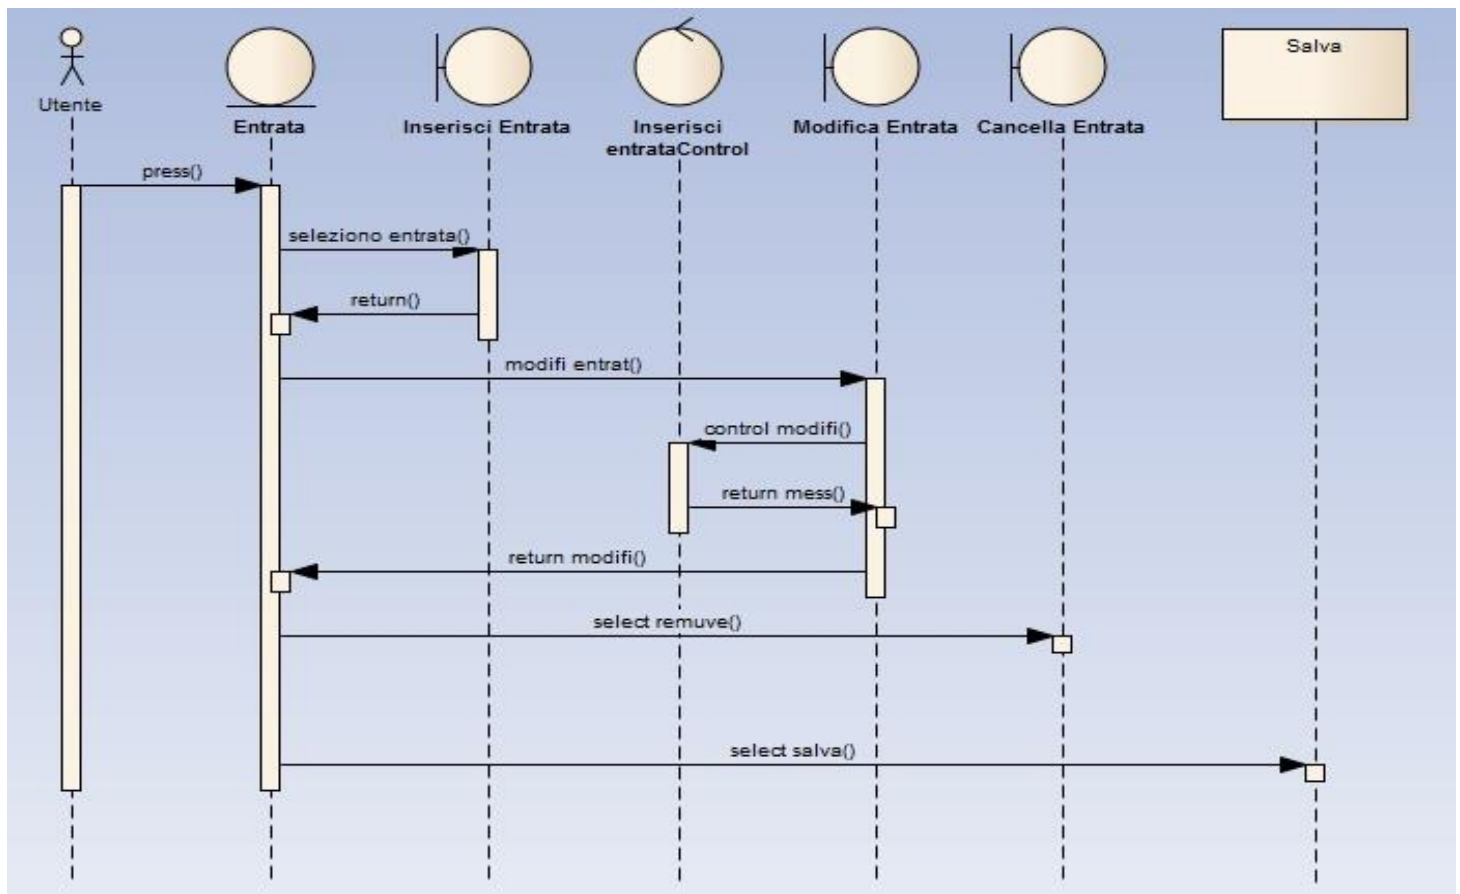 Salva
Utente
Entrata
Inserisci Entrata
Inserisci
entrataControl
Modifica Entrata
Cancella Entrata
press()
seleziono entrata()
return()
modifi entrat()
control modifi()
return mess()
return modifi()
select remuve()
select salva()